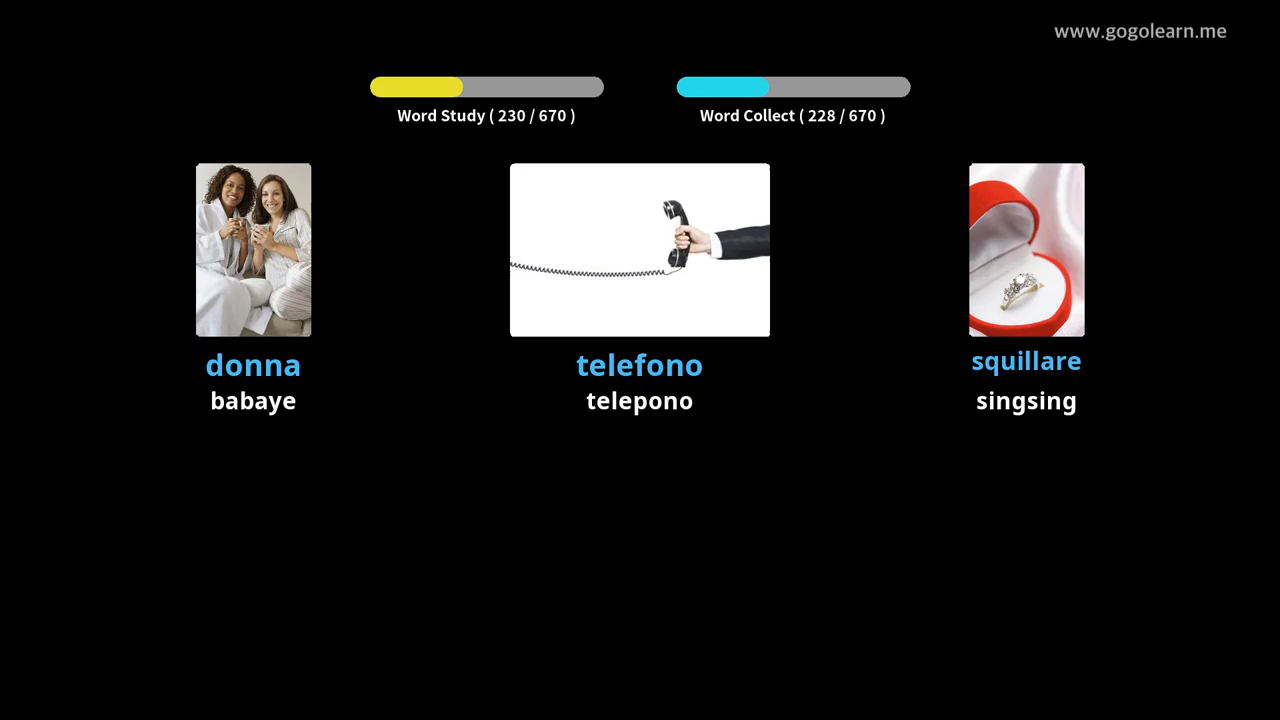 www.gogolearn.me
Word Study ( 230 / 670 )
Word Collect ( 228 / 670 )
donna
babaye
telefono
telepono
squillare
singsing